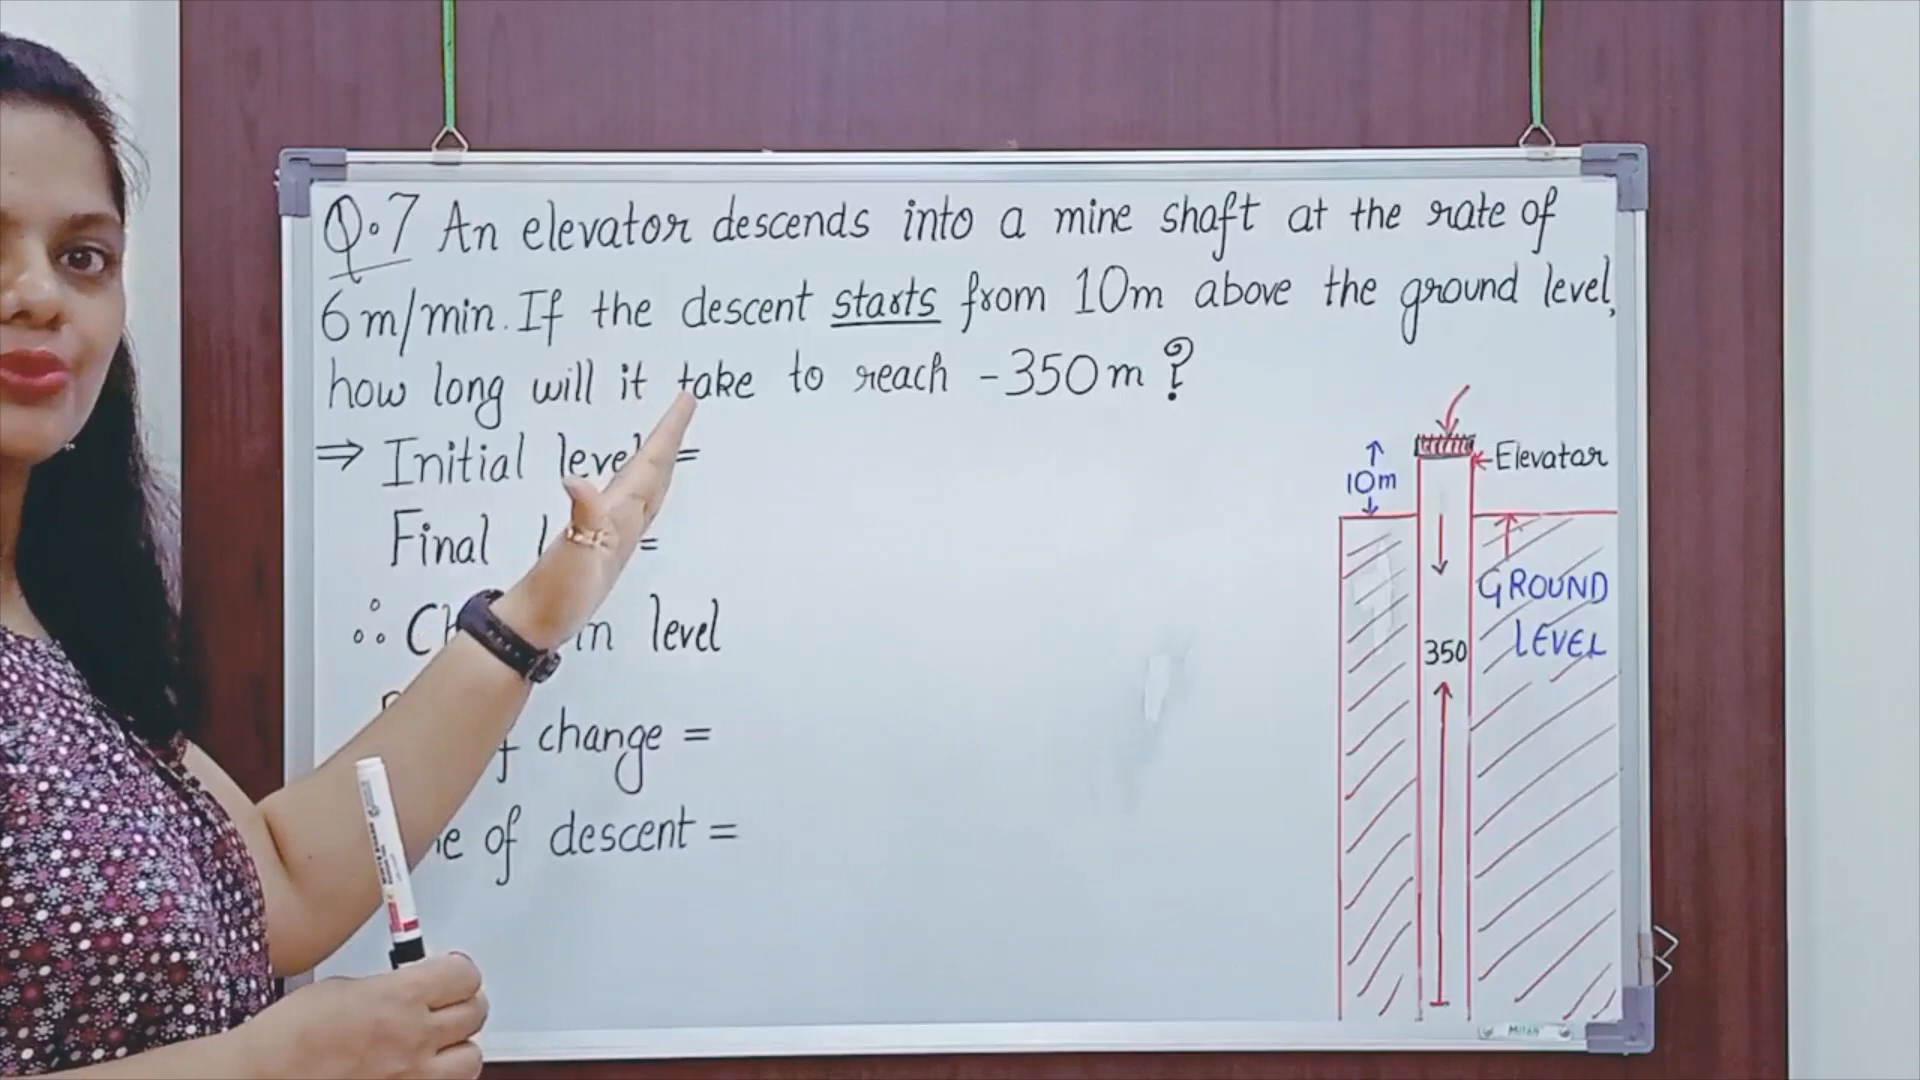 Q.7 An elevator descends into a mine shaft at the rate of
6 m/min. If the descent starts from 10m above the ground level,
how long will it take to reach -350 m ?
⇒ Initial level =
Final =
∴ in level
change =
of descent =
10m
Elevator
GROUND
LEVEL
350